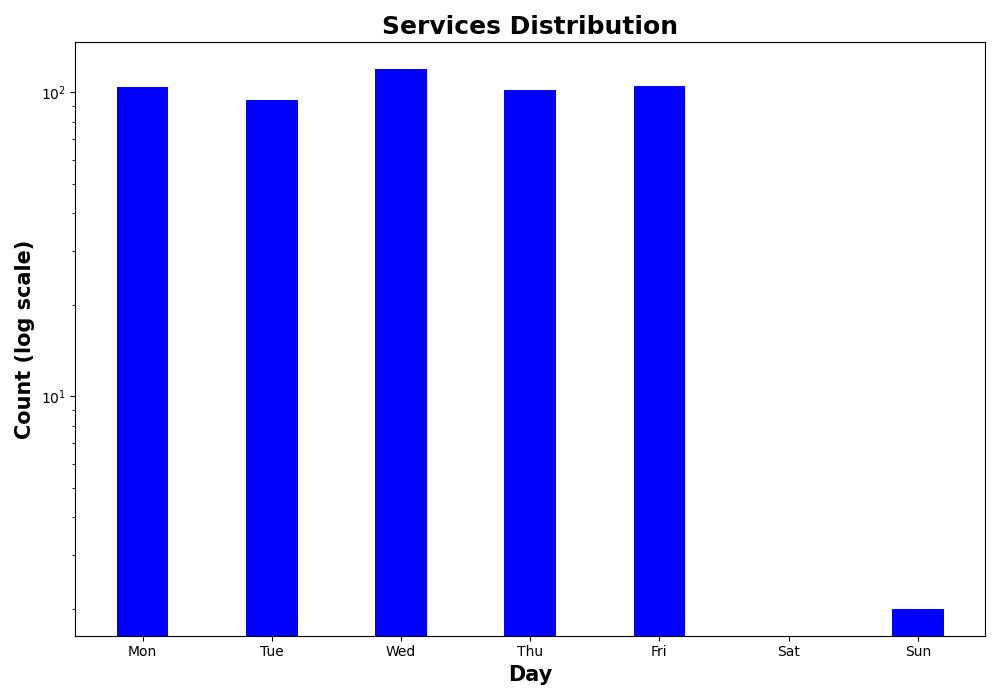 Services Distribution
Count (log scale)
10²
10¹
Mon Tue Wed Thu Fri Sat Sun
Day